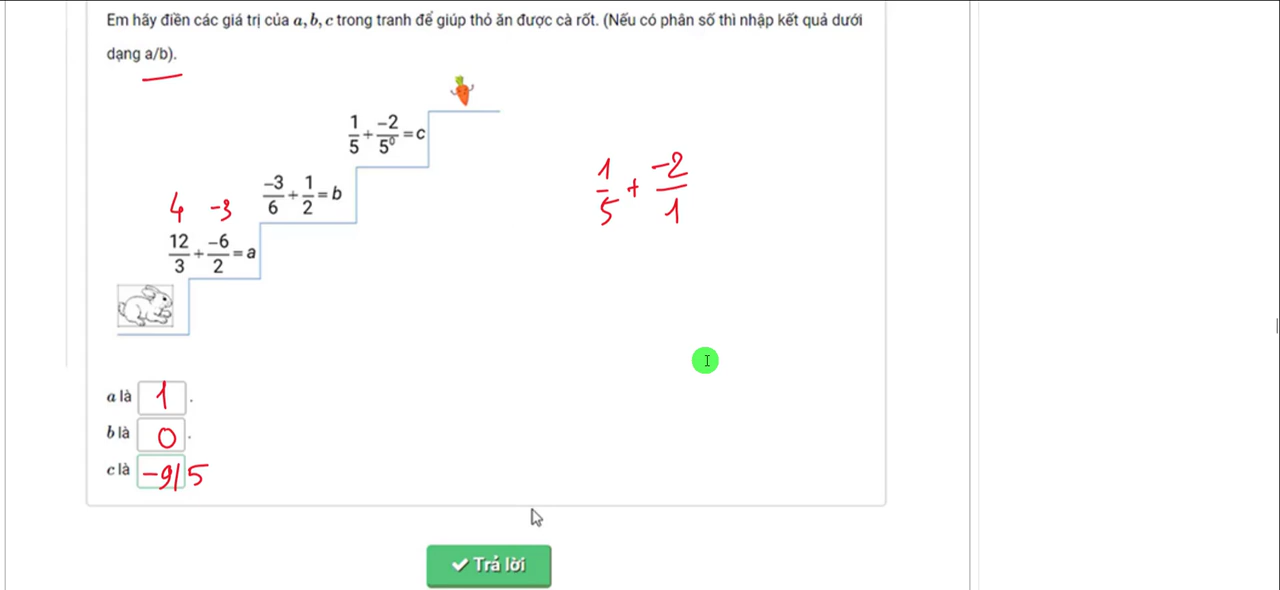 Em hãy điền các giá trị của a, b, c trong tranh để giúp thỏ ăn được cà rốt. (Nếu có phân số thì nhập kết quả dưới
dạng a/b).
1/5 + -2/5⁰ = c
-3/6 + 1/2 = b
1/5 + -2/1
4 -3
12/3 + -6/2 = a
a là 1 .
b là 0 .
c là -9/5
Trả lời